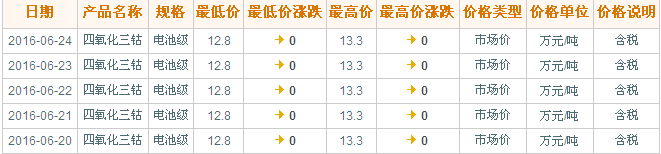 日期 产品名称 规格 最低价 最低价涨跌 最高价 最高价涨跌 价格类型 价格单位 价格说明
2016-06-24 四氧化三钴 电池级 12.8 → 0 13.3 → 0 市场价 万元/吨 含税
2016-06-23 四氧化三钴 电池级 12.8 → 0 13.3 → 0 市场价 万元/吨 含税
2016-06-22 四氧化三钴 电池级 12.8 → 0 13.3 → 0 市场价 万元/吨 含税
2016-06-21 四氧化三钴 电池级 12.8 → 0 13.3 → 0 市场价 万元/吨 含税
2016-06-20 四氧化三钴 电池级 12.8 → 0 13.3 → 0 市场价 万元/吨 含税